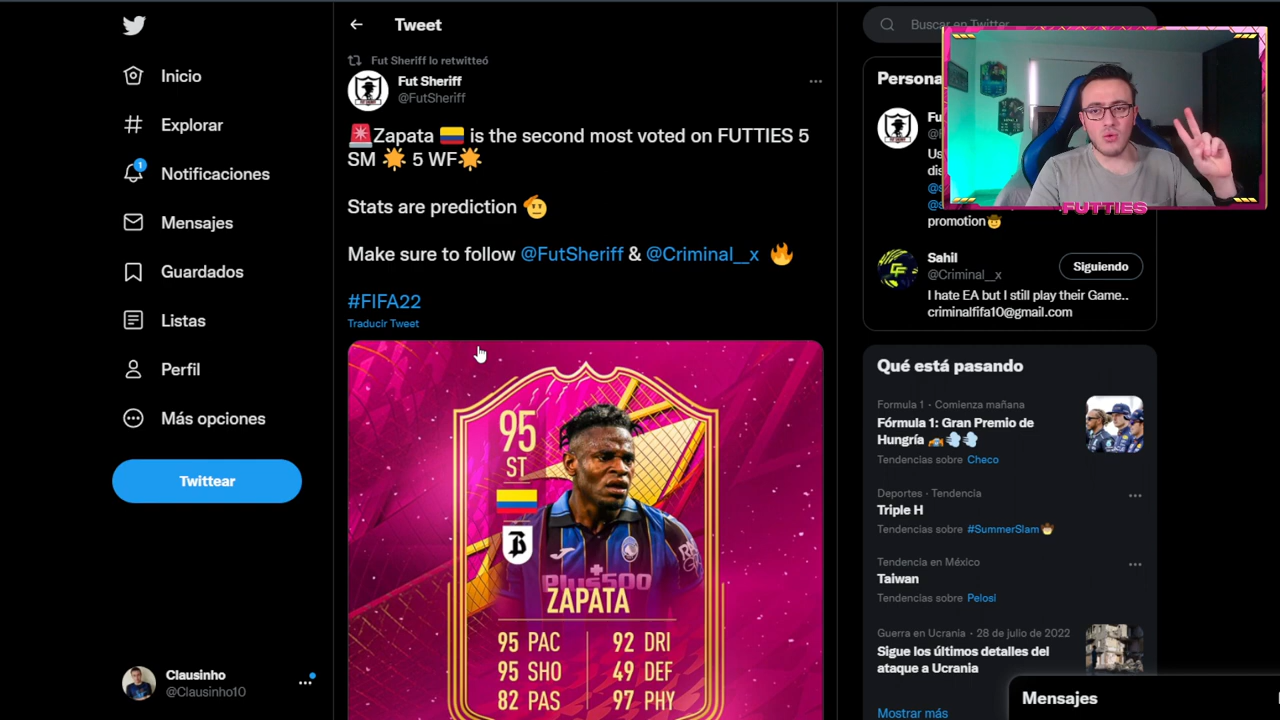 Inicio
Explorar
1
Notificaciones
Mensajes
Guardados
Listas
Perfil
Más opciones
Twittear
Clausinho
@Clausinho10
Tweet
Fut Sheriff lo retwitteó
Fut Sheriff
@FutSheriff
🚨Zapata 🇨🇴 is the second most voted on FUTTIES 5
SM 🌟 5 WF🌟
Stats are prediction 🫡
Make sure to follow @FutSheriff & @Criminal__x 🔥
#FIFA22
Traducir Tweet
95
ST
Plus500
ZAPATA
95 PAC
95 SHO
82 PAS
92 DRI
49 DEF
97 PHY
Buscar en Twitter
FUTTIES
promotion🤠
Sahil
@Criminal__x
Siguiendo
I hate EA but I still play their Game..
criminalfifa10@gmail.com
Qué está pasando
Formula 1 · Comienza mañana
Fórmula 1: Gran Premio de
Hungría 🏎️💨💨
Tendencias sobre Checo
Deportes · Tendencia
Triple H
Tendencias sobre #SummerSlam
Tendencia en México
Taiwan
Tendencias sobre Pelosi
Guerra en Ucrania · 28 de julio de 2022
Sigue los últimos detalles del
ataque a Ucrania
Mostrar más
Mensajes